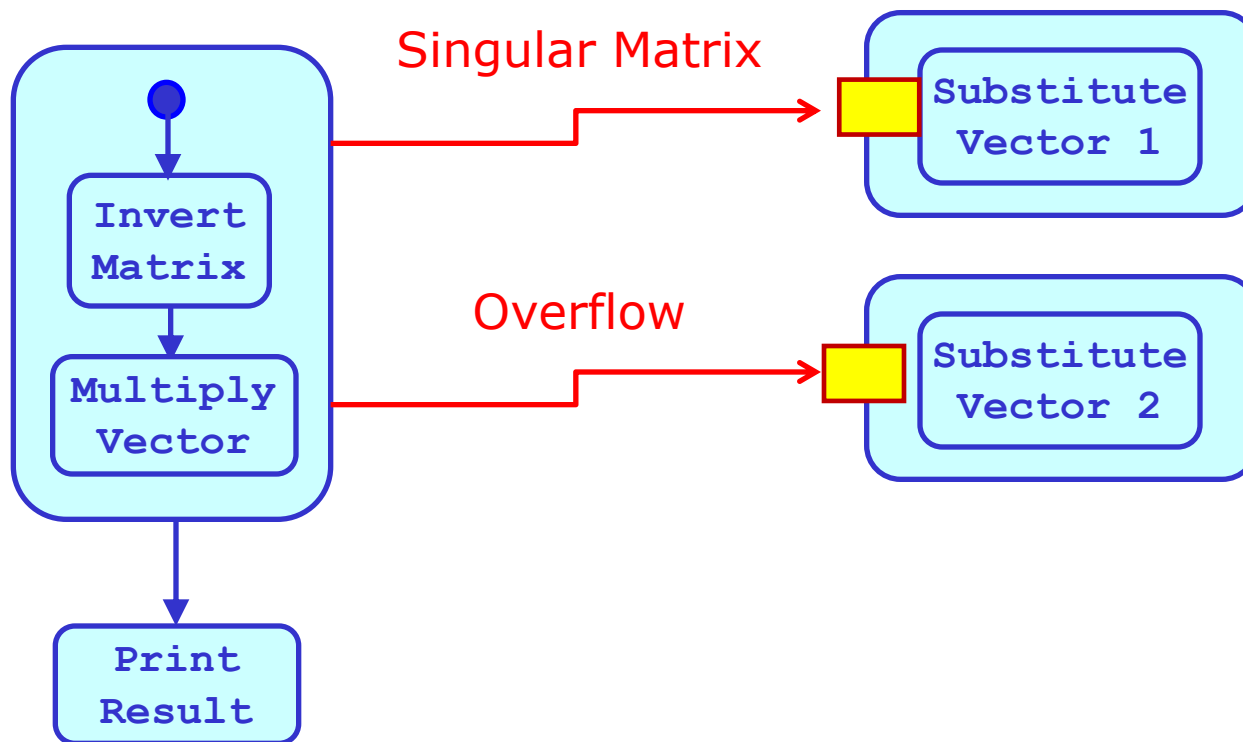 Singular Matrix
Substitute
Vector 1
Invert
Matrix
Overflow
Substitute
Vector 2
Multiply
Vector
Print
Result